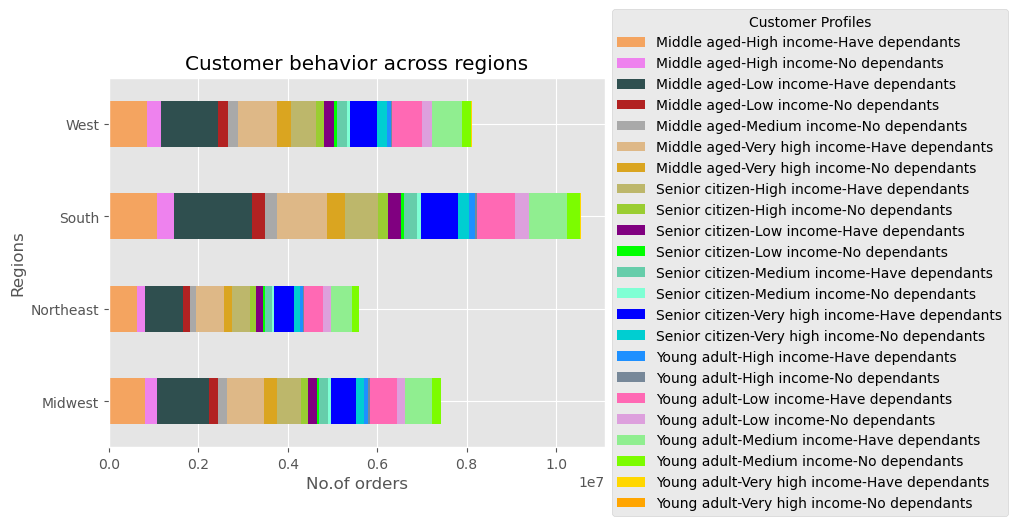 Customer behavior across regions
Regions
West
South
Northeast
Midwest
0.0 0.2 0.4 0.6 0.8 1.0
1e7
No.of orders
Customer Profiles
Middle aged-High income-Have dependants
Middle aged-High income-No dependants
Middle aged-Low income-Have dependants
Middle aged-Low income-No dependants
Middle aged-Medium income-No dependants
Middle aged-Very high income-Have dependants
Middle aged-Very high income-No dependants
Senior citizen-High income-Have dependants
Senior citizen-High income-No dependants
Senior citizen-Low income-Have dependants
Senior citizen-Low income-No dependants
Senior citizen-Medium income-Have dependants
Senior citizen-Medium income-No dependants
Senior citizen-Very high income-Have dependants
Senior citizen-Very high income-No dependants
Young adult-High income-Have dependants
Young adult-High income-No dependants
Young adult-Low income-Have dependants
Young adult-Low income-No dependants
Young adult-Medium income-Have dependants
Young adult-Medium income-No dependants
Young adult-Very high income-Have dependants
Young adult-Very high income-No dependants